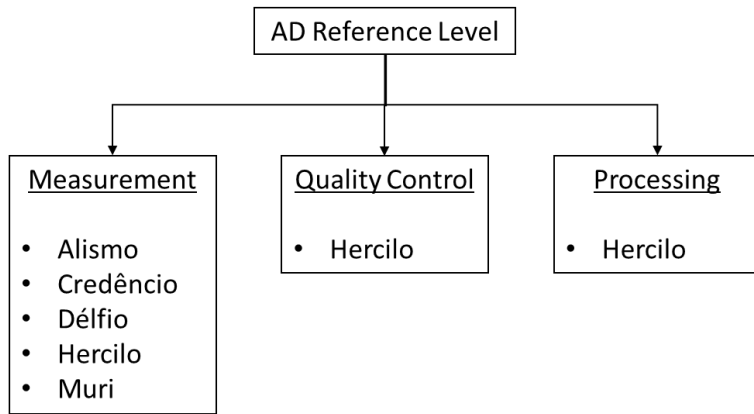 AD Reference Level
Measurement
• Alismo
• Credêncio
• Délfio
• Hercilo
• Muri
Quality Control
• Hercilo
Processing
• Hercilo